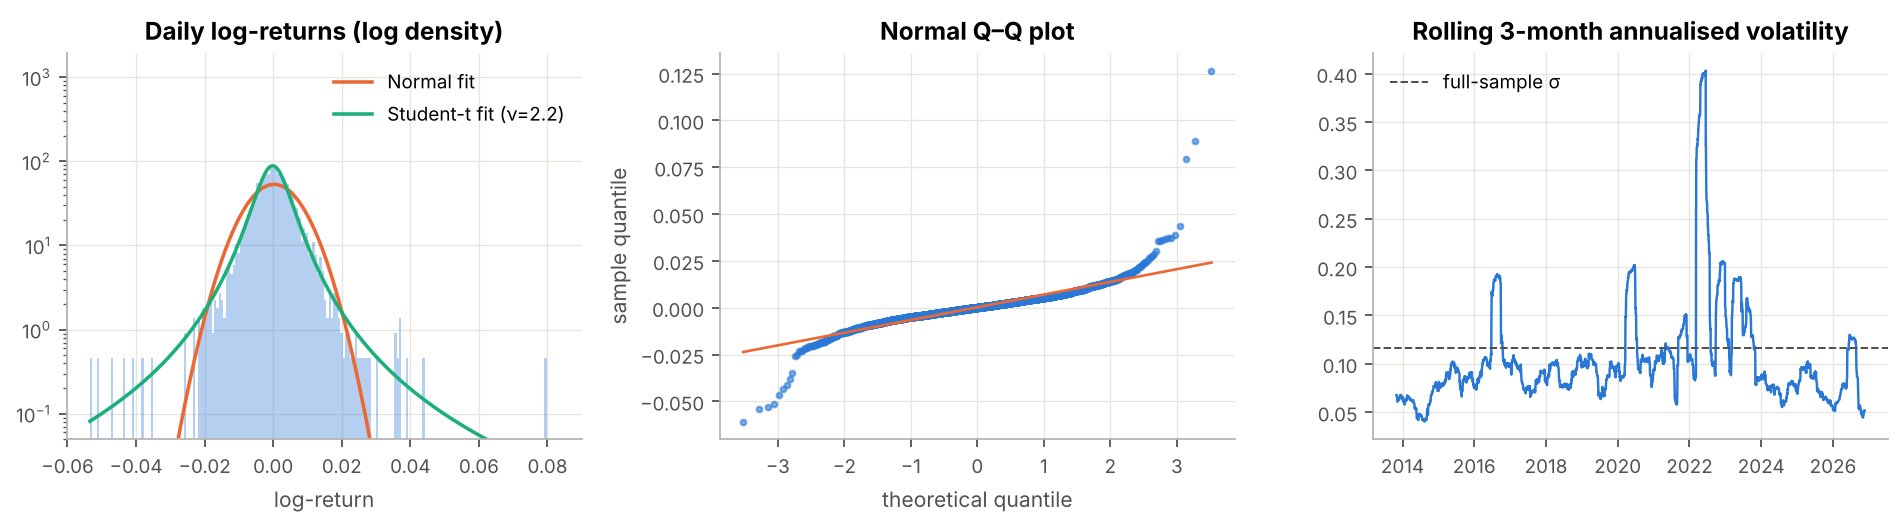 Daily log-returns (log density)
10³
10²
10¹
10⁰
10⁻¹
Normal fit
Student-t fit (ν=2.2)
−0.06 −0.04 −0.02 0.00 0.02 0.04 0.06 0.08
log-return
Normal Q–Q plot
sample quantile
0.125
0.100
0.075
0.050
0.025
0.000
−0.025
−0.050
−3 −2 −1 0 1 2 3
theoretical quantile
Rolling 3-month annualised volatility
full-sample σ
0.40
0.35
0.30
0.25
0.20
0.15
0.10
0.05
2014 2016 2018 2020 2022 2024 2026